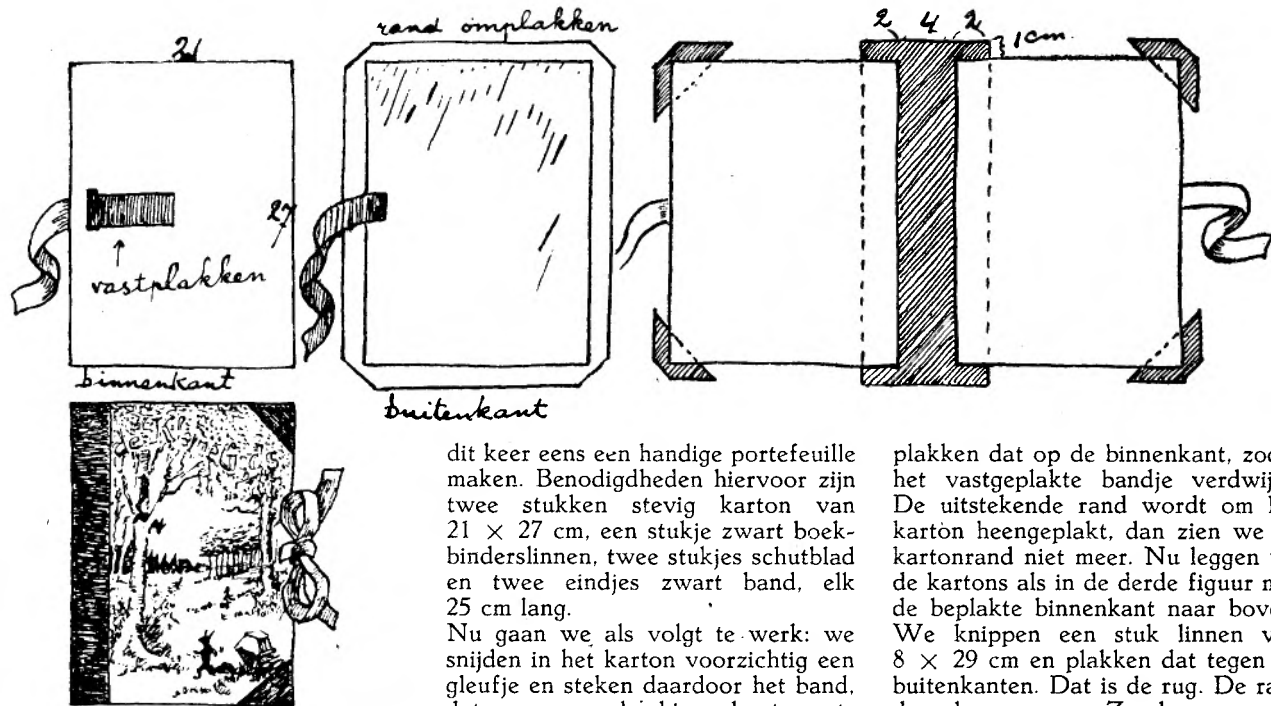 21
27
vastplakken
binnenkant
rand omplakken
buitenkant
2 4 2
1 cm.
dit keer eens een handige portefeuille
maken. Benodigdheden hiervoor zijn
twee stukken stevig karton van
21 × 27 cm, een stukje zwart boek-
binderslinnen, twee stukjes schutblad
en twee eindjes zwart band, elk
25 cm lang.
Nu gaan we als volgt te werk: we
snijden in het karton voorzichtig een
gleufje en steken daardoor het band,
plakken dat op de binnenkant, zoo
het vastgeplakte bandje verdwij
De uitstekende rand wordt om h
karton heengeplakt, dan zien we
kartonrand niet meer. Nu leggen
de kartons als in de derde figuur m
de beplakte binnenkant naar bov
We knippen een stuk linnen v
8 × 29 cm en plakken dat tegen
buitenkanten. Dat is de rug. De ra